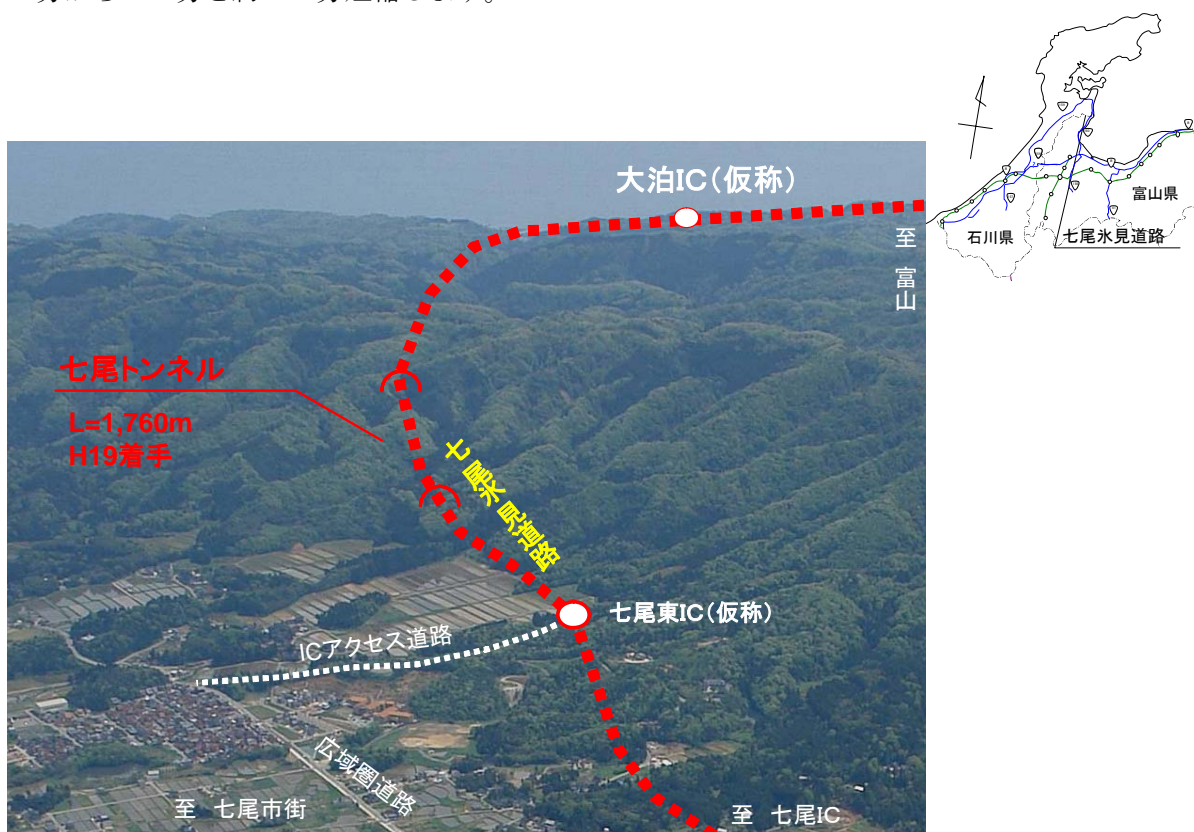 大泊IC(仮称)
至 富山
七尾トンネル
L=1,760m
H19着手
七尾氷見道路
七尾東IC(仮称)
ICアクセス道路
広域圏道路
至 七尾市街
至 七尾IC
富山県
石川県
七尾氷見道路